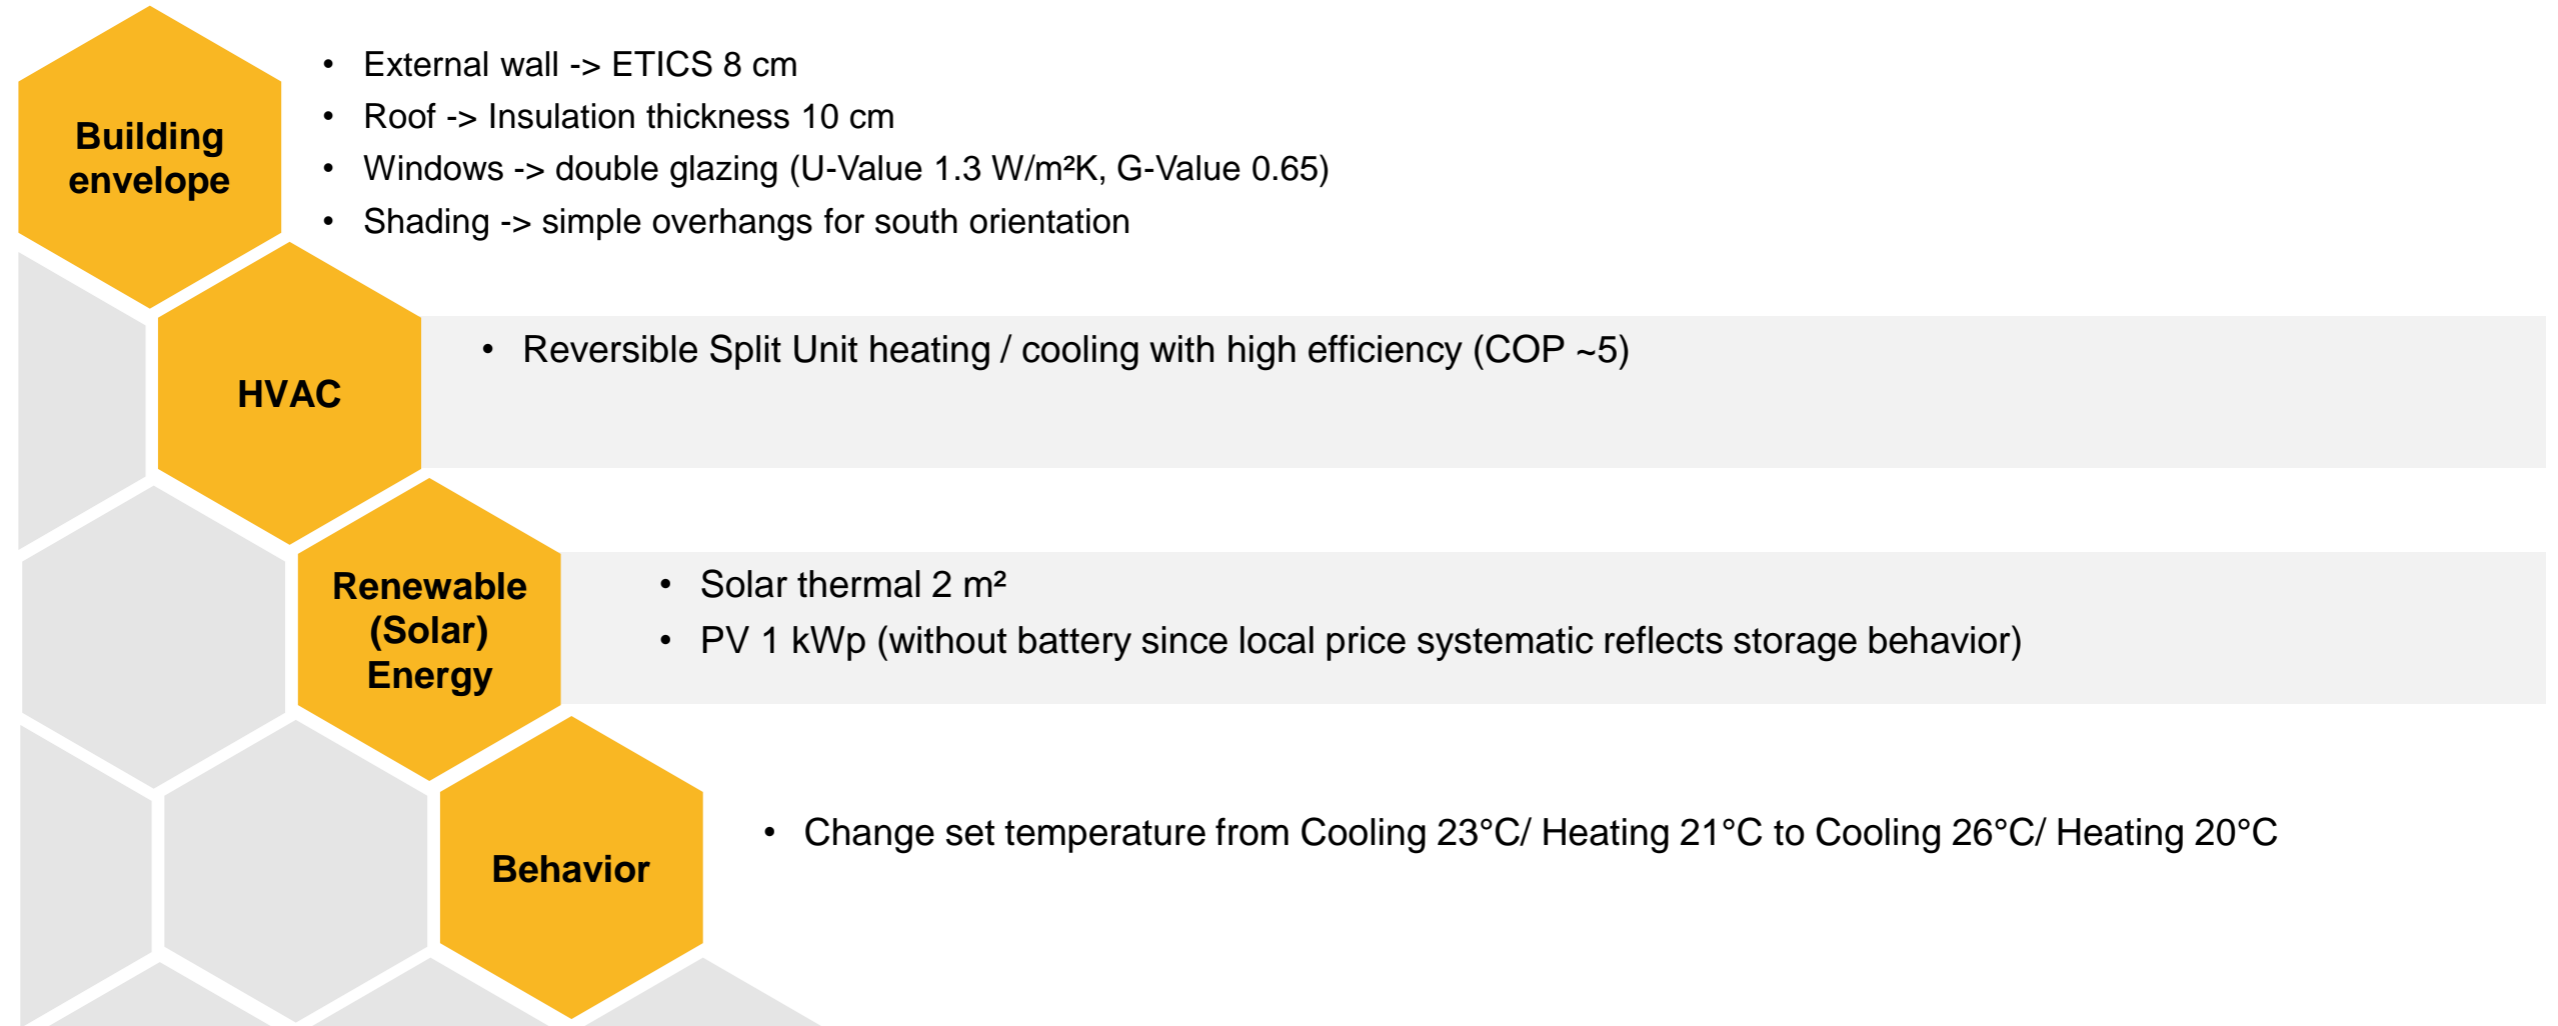 Building
envelope
• External wall -> ETICS 8 cm
• Roof -> Insulation thickness 10 cm
• Windows -> double glazing (U-Value 1.3 W/m²K, G-Value 0.65)
• Shading -> simple overhangs for south orientation
HVAC
• Reversible Split Unit heating / cooling with high efficiency (COP ~5)
Renewable
(Solar)
Energy
• Solar thermal 2 m²
• PV 1 kWp (without battery since local price systematic reflects storage behavior)
Behavior
• Change set temperature from Cooling 23°C/ Heating 21°C to Cooling 26°C/ Heating 20°C